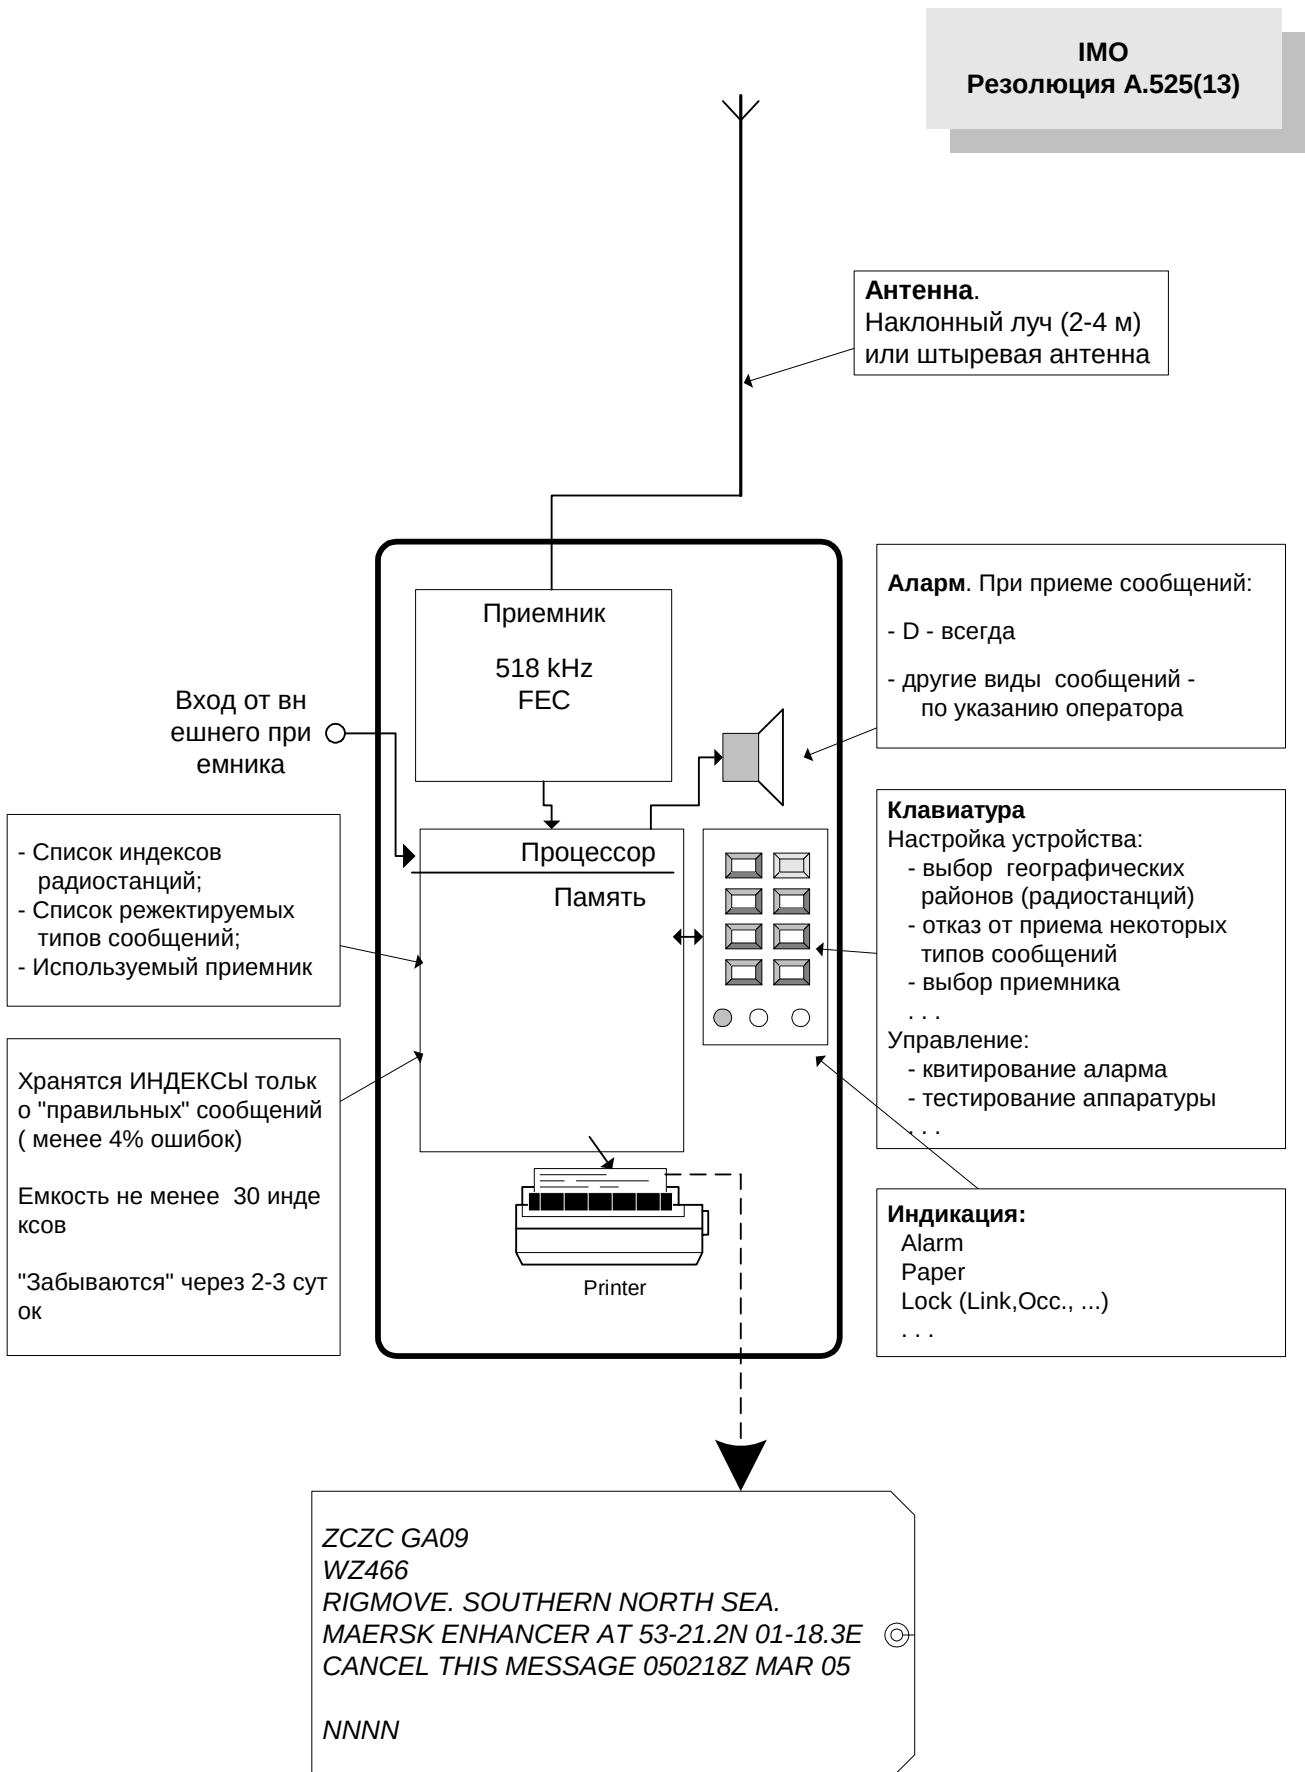 IMO
Резолюция A.525(13)
Антенна.
Наклонный луч (2-4 м)
или штыревая антенна
Приемник
518 kHz
FEC
Вход от вн
ешнего при
емника
Аларм. При приеме сообщений:
- D - всегда
- другие виды сообщений -
по указанию оператора
Процессор
Память
- Список индексов
радиостанций;
- Список режектируемых
типов сообщений;
- Используемый приемник
Клавиатура
Настройка устройства:
- выбор географических
районов (радиостанций)
- отказ от приема некоторых
типов сообщений
- выбор приемника
. . .
Управление:
- квитирование аларма
- тестирование аппаратуры
. . .
Хранятся ИНДЕКСЫ тольк
о "правильных" сообщений
( менее 4% ошибок)
Емкость не менее 30 инде
ксов
"Забываются" через 2-3 сут
ок
Printer
Индикация:
Alarm
Paper
Lock (Link,Occ., ...)
. . .
ZCZC GA09
WZ466
RIGMOVE. SOUTHERN NORTH SEA.
MAERSK ENHANCER AT 53-21.2N 01-18.3E
CANCEL THIS MESSAGE 050218Z MAR 05
NNNN